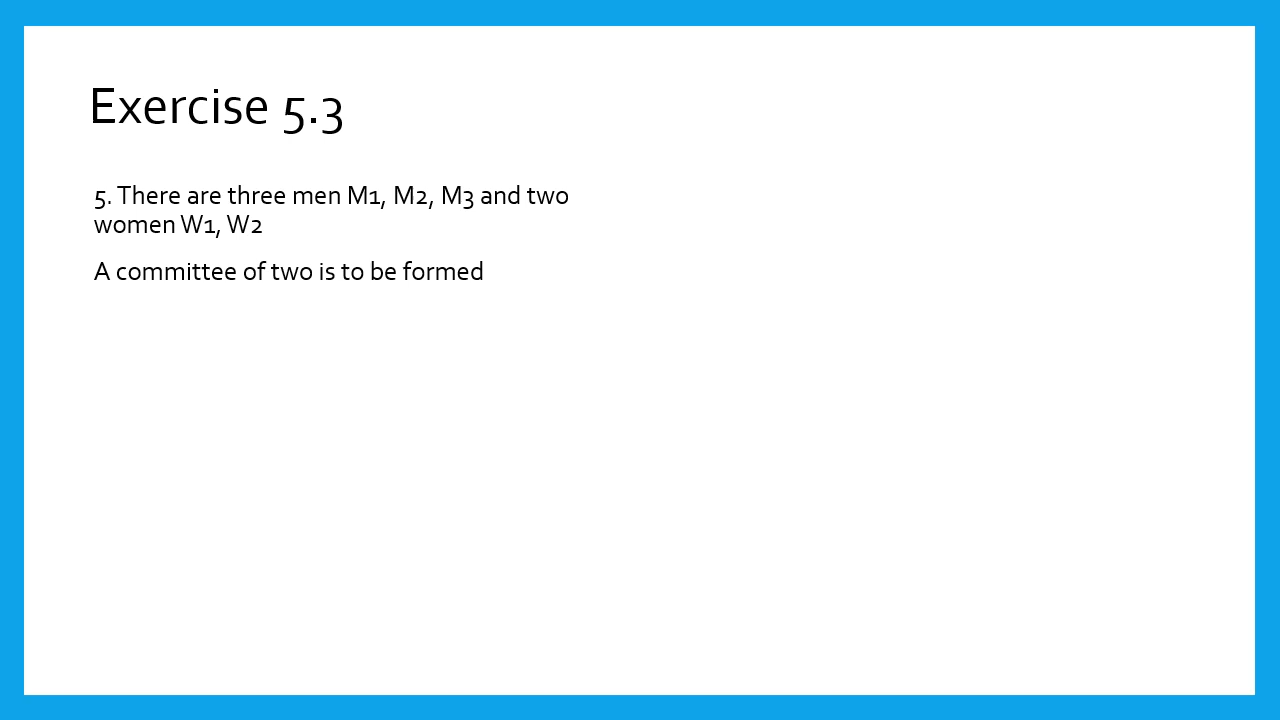 Exercise 5.3
5. There are three men M1, M2, M3 and two
women W1, W2
A committee of two is to be formed